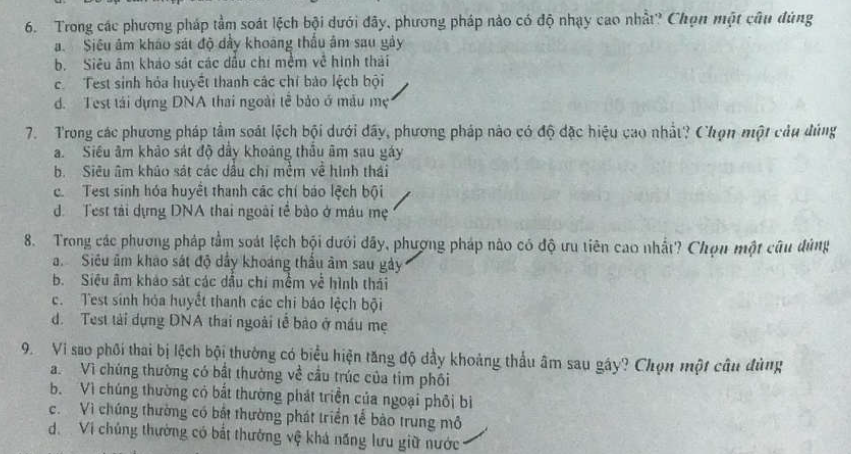 6. Trong các phương pháp tầm soát lệch bội dưới đây, phương pháp nào có độ nhạy cao nhất? Chọn một câu đúng
a. Siêu âm khảo sát độ dầy khoảng thấu âm sau gáy
b. Siêu âm khảo sát các dấu chỉ mềm về hình thái
c. Test sinh hóa huyết thanh các chỉ báo lệch bội
d. Test tải dụng DNA thai ngoài tế bào ở máu mẹ
7. Trong các phương pháp tầm soát lệch bội dưới đây, phương pháp nào có độ đặc hiệu cao nhất? Chọn một câu đúng
a. Siêu âm khảo sát độ dầy khoảng thấu âm sau gáy
b. Siêu âm khảo sát các dấu chỉ mềm về hình thái
c. Test sinh hóa huyết thanh các chỉ báo lệch bội
d. Test tải dụng DNA thai ngoài tế bào ở máu mẹ
8. Trong các phương pháp tầm soát lệch bội dưới đây, phương pháp nào có độ ưu tiên cao nhất? Chọn một câu đúng
a. Siêu âm khảo sát độ dầy khoảng thấu âm sau gáy
b. Siêu âm khảo sát các dấu chỉ mềm về hình thái
c. Test sinh hóa huyết thanh các chỉ báo lệch bội
d. Test tải dụng DNA thai ngoài tế bào ở máu mẹ
9. Vì sao phôi thai bị lệch bội thường có biểu hiện tăng độ dầy khoảng thấu âm sau gáy? Chọn một câu đúng
a. Vì chúng thường có bất thường về cấu trúc của tim phôi
b. Vì chúng thường có bất thường phát triển của ngoại phôi bì
c. Vì chúng thường có bất thường phát triển tế bào trung mô
d. Vì chúng thường có bất thường về khả năng lưu giữ nước